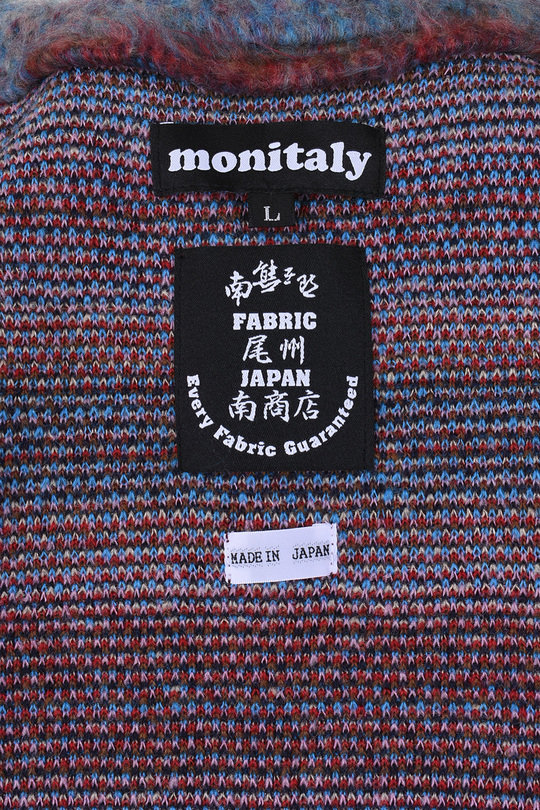 monitaly
L
FABRIC
尾州
JAPAN
南商店
Every Fabric Guaranteed
MADE IN JAPAN